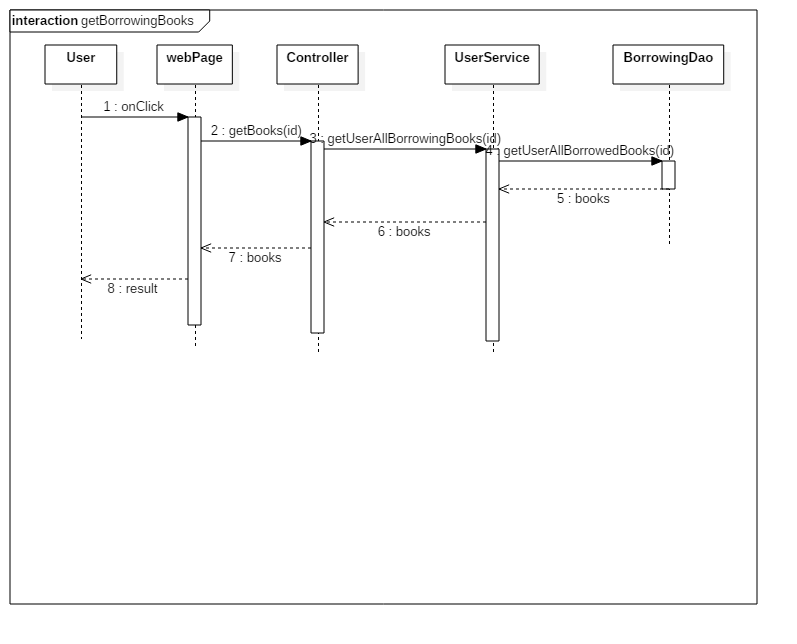 interaction getBorrowingBooks
User
webPage
Controller
UserService
BorrowingDao
1 : onClick
2 : getBooks(id)
3 : getUserAllBorrowingBooks(id)
4 : getUserAllBorrowedBooks(id)
5 : books
6 : books
7 : books
8 : result